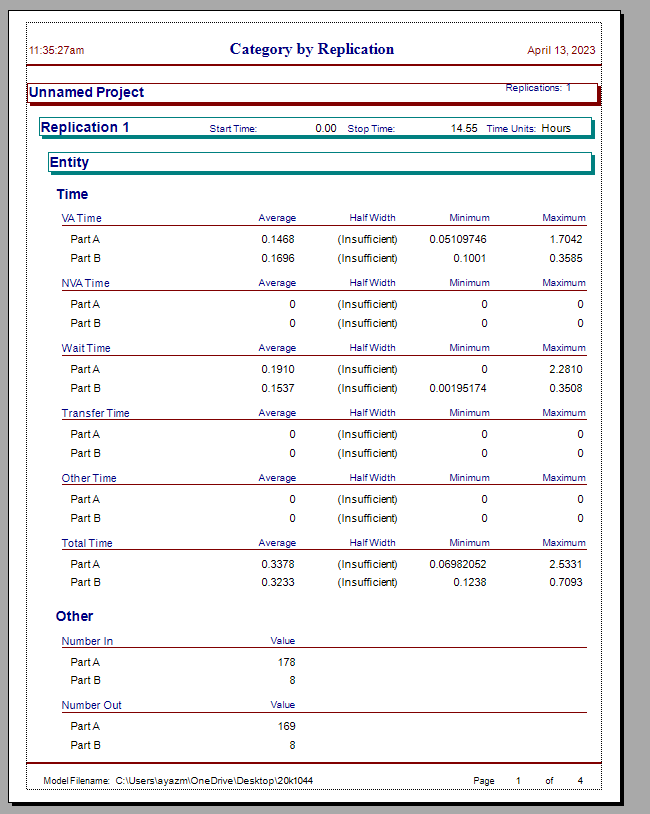 11:35:27am Category by Replication April 13, 2023
Unnamed Project Replications: 1
Replication 1 Start Time: 0.00 Stop Time: 14.55 Time Units: Hours
Entity
Time
VA Time Average Half Width Minimum Maximum
Part A 0.1468 (Insufficient) 0.05109746 1.7042
Part B 0.1696 (Insufficient) 0.1001 0.3585
NVA Time Average Half Width Minimum Maximum
Part A 0 (Insufficient) 0 0
Part B 0 (Insufficient) 0 0
Wait Time Average Half Width Minimum Maximum
Part A 0.1910 (Insufficient) 0 2.2810
Part B 0.1537 (Insufficient) 0.00195174 0.3508
Transfer Time Average Half Width Minimum Maximum
Part A 0 (Insufficient) 0 0
Part B 0 (Insufficient) 0 0
Other Time Average Half Width Minimum Maximum
Part A 0 (Insufficient) 0 0
Part B 0 (Insufficient) 0 0
Total Time Average Half Width Minimum Maximum
Part A 0.3378 (Insufficient) 0.06982052 2.5331
Part B 0.3233 (Insufficient) 0.1238 0.7093
Other
Number In Value
Part A 178
Part B 8
Number Out Value
Part A 169
Part B 8
Model Filename: C:\Users\ayazm\OneDrive\Desktop\20k1044 Page 1 of 4